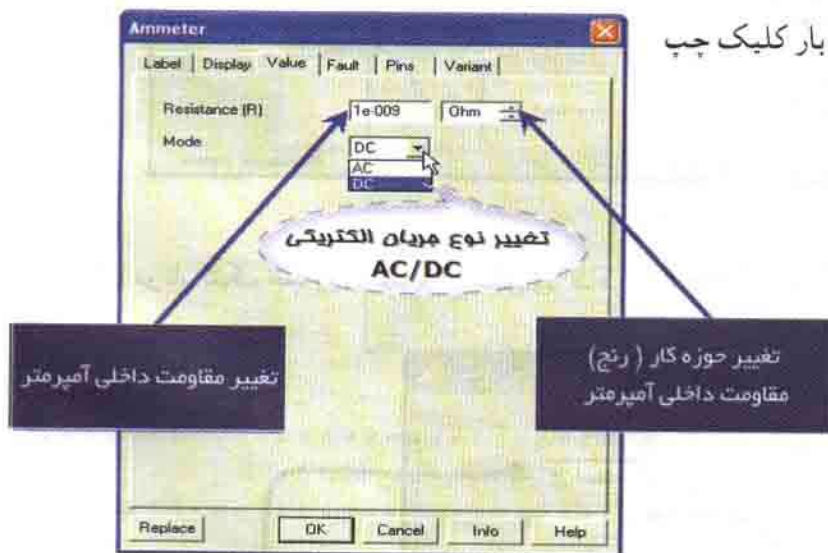 بار کلیک چپ
Ammeter
Label Display Value Fault Pins Variant
Resistance (R) 1e-009 Ohm
Mode DC
AC
DC
تغییر نوع جریان الکتریکی
AC/DC
تغییر مقاومت داخلی آمپرمتر
تغییر حوزه کار ( رنج)
مقاومت داخلی آمپرمتر
Replace OK Cancel Info Help